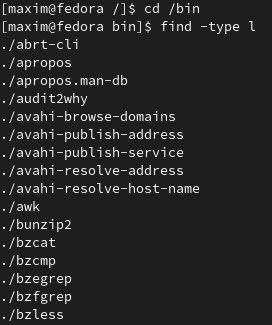 [maxim@fedora /]$ cd /bin
[maxim@fedora bin]$ find -type l
./abrt-cli
./apropos
./apropos.man-db
./audit2why
./avahi-browse-domains
./avahi-publish-address
./avahi-publish-service
./avahi-resolve-address
./avahi-resolve-host-name
./awk
./bunzip2
./bzcat
./bzcmp
./bzegrep
./bzfgrep
./bzless